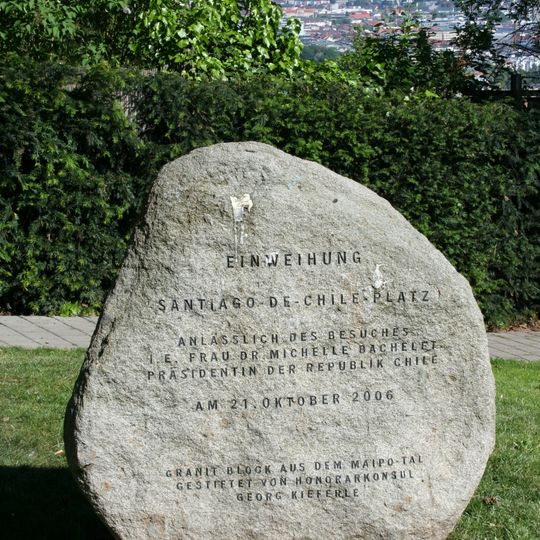 EINWEIHUNG
SANTIAGO-DE-CHILE-PLATZ
ANLÄSSLICH DES BESUCHES
I.E. FRAU DR MICHELLE BACHELET
PRÄSIDENTIN DER REPUBLIK CHILE
AM 21. OKTOBER 2006
GRANIT BLOCK AUS DEM MAIPO-TAL
GESTIFTET VON HONORARKONSUL
GEORG KIEFERLE